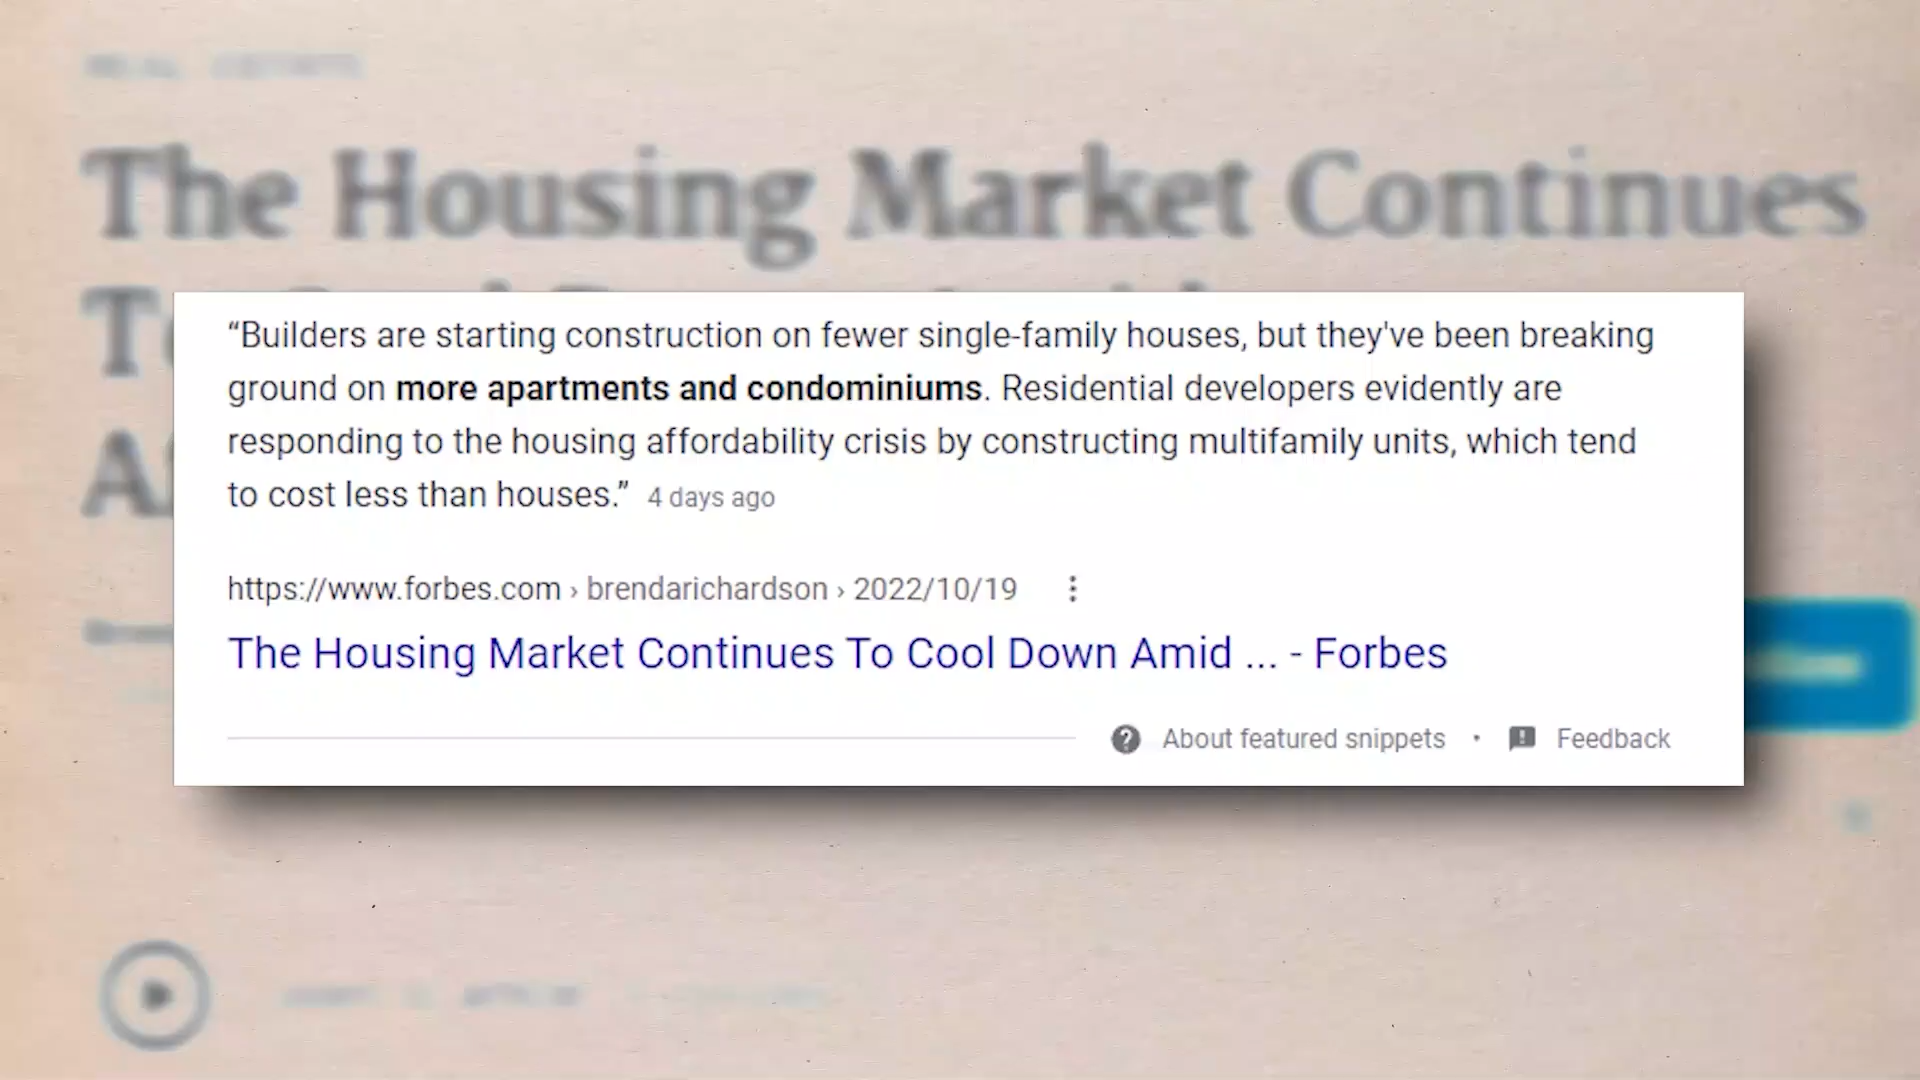 REAL ESTATE
The Housing Market Continues
“Builders are starting construction on fewer single-family houses, but they've been breaking
ground on more apartments and condominiums. Residential developers evidently are
responding to the housing affordability crisis by constructing multifamily units, which tend
to cost less than houses.” 4 days ago
https://www.forbes.com › brendarichardson › 2022/10/19
The Housing Market Continues To Cool Down Amid ... - Forbes
About featured snippets • Feedback